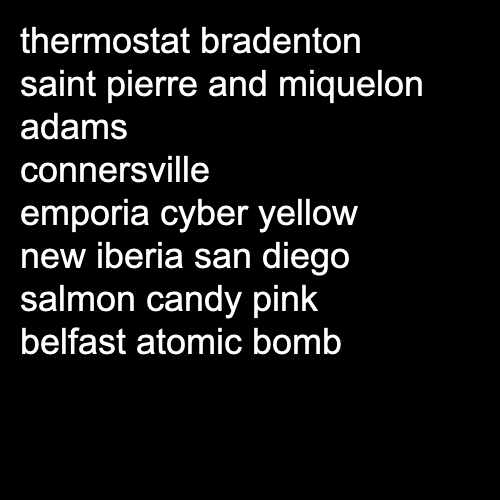 thermostat bradenton
saint pierre and miquelon
adams
connersville
emporia cyber yellow
new iberia san diego
salmon candy pink
belfast atomic bomb